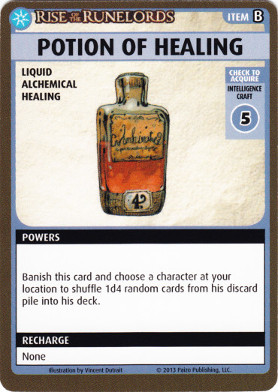 RISE OF THE RUNELORDS
ITEM B
POTION OF HEALING
LIQUID
ALCHEMICAL
HEALING
CHECK TO
ACQUIRE
INTELLIGENCE
CRAFT
5
42
POWERS
Banish this card and choose a character at your
location to shuffle 1d4 random cards from his discard
pile into his deck.
RECHARGE
None
Illustration by Vincent Dutrait
© 2013 Paizo Publishing, LLC.